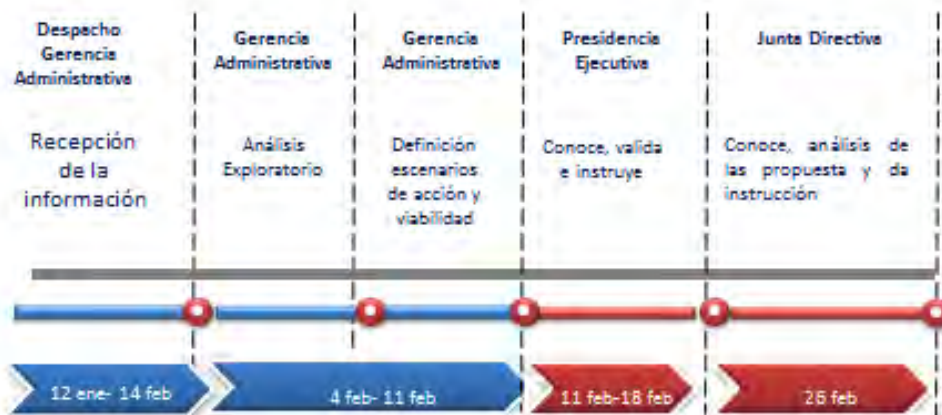 Despacho
Gerencia
Administrativa
Gerencia
Administrativa
Gerencia
Administrativa
Presidencia
Ejecutiva
Junta Directiva
Recepción
de la
información
Análisis
Exploratorio
Definición
escenarios
de acción y
viabilidad
Conoce, valida
e instruye
Conoce, análisis de
las propuesta y da
instrucción
12 ene- 14 feb
4 feb- 11 feb
11 feb-18 feb
feb